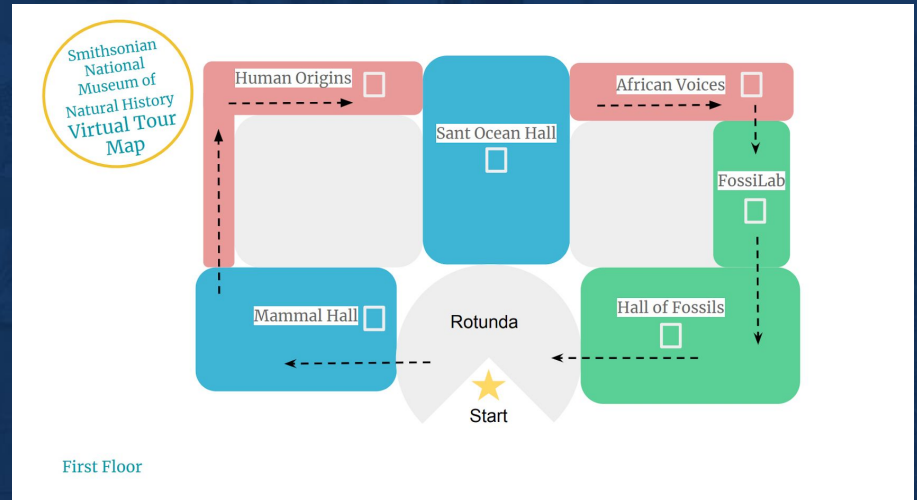 Smithsonian
National
Museum of
Natural History
Virtual Tour
Map
Human Origins
African Voices
Sant Ocean Hall
FossiLab
Mammal Hall
Rotunda
Hall of Fossils
Start
First Floor